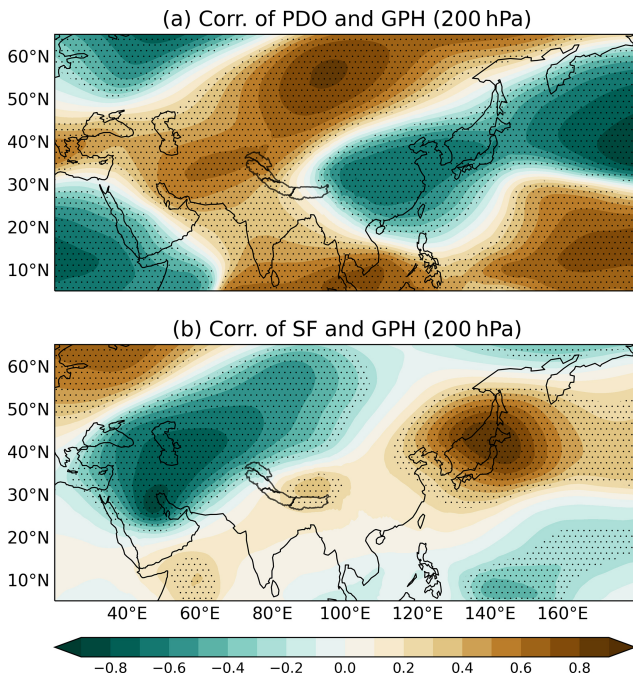 (a) Corr. of PDO and GPH (200 hPa)
60°N
50°N
40°N
30°N
20°N
10°N
(b) Corr. of SF and GPH (200 hPa)
60°N
50°N
40°N
30°N
20°N
10°N
40°E 60°E 80°E 100°E 120°E 140°E 160°E
−0.8 −0.6 −0.4 −0.2 0.0 0.2 0.4 0.6 0.8